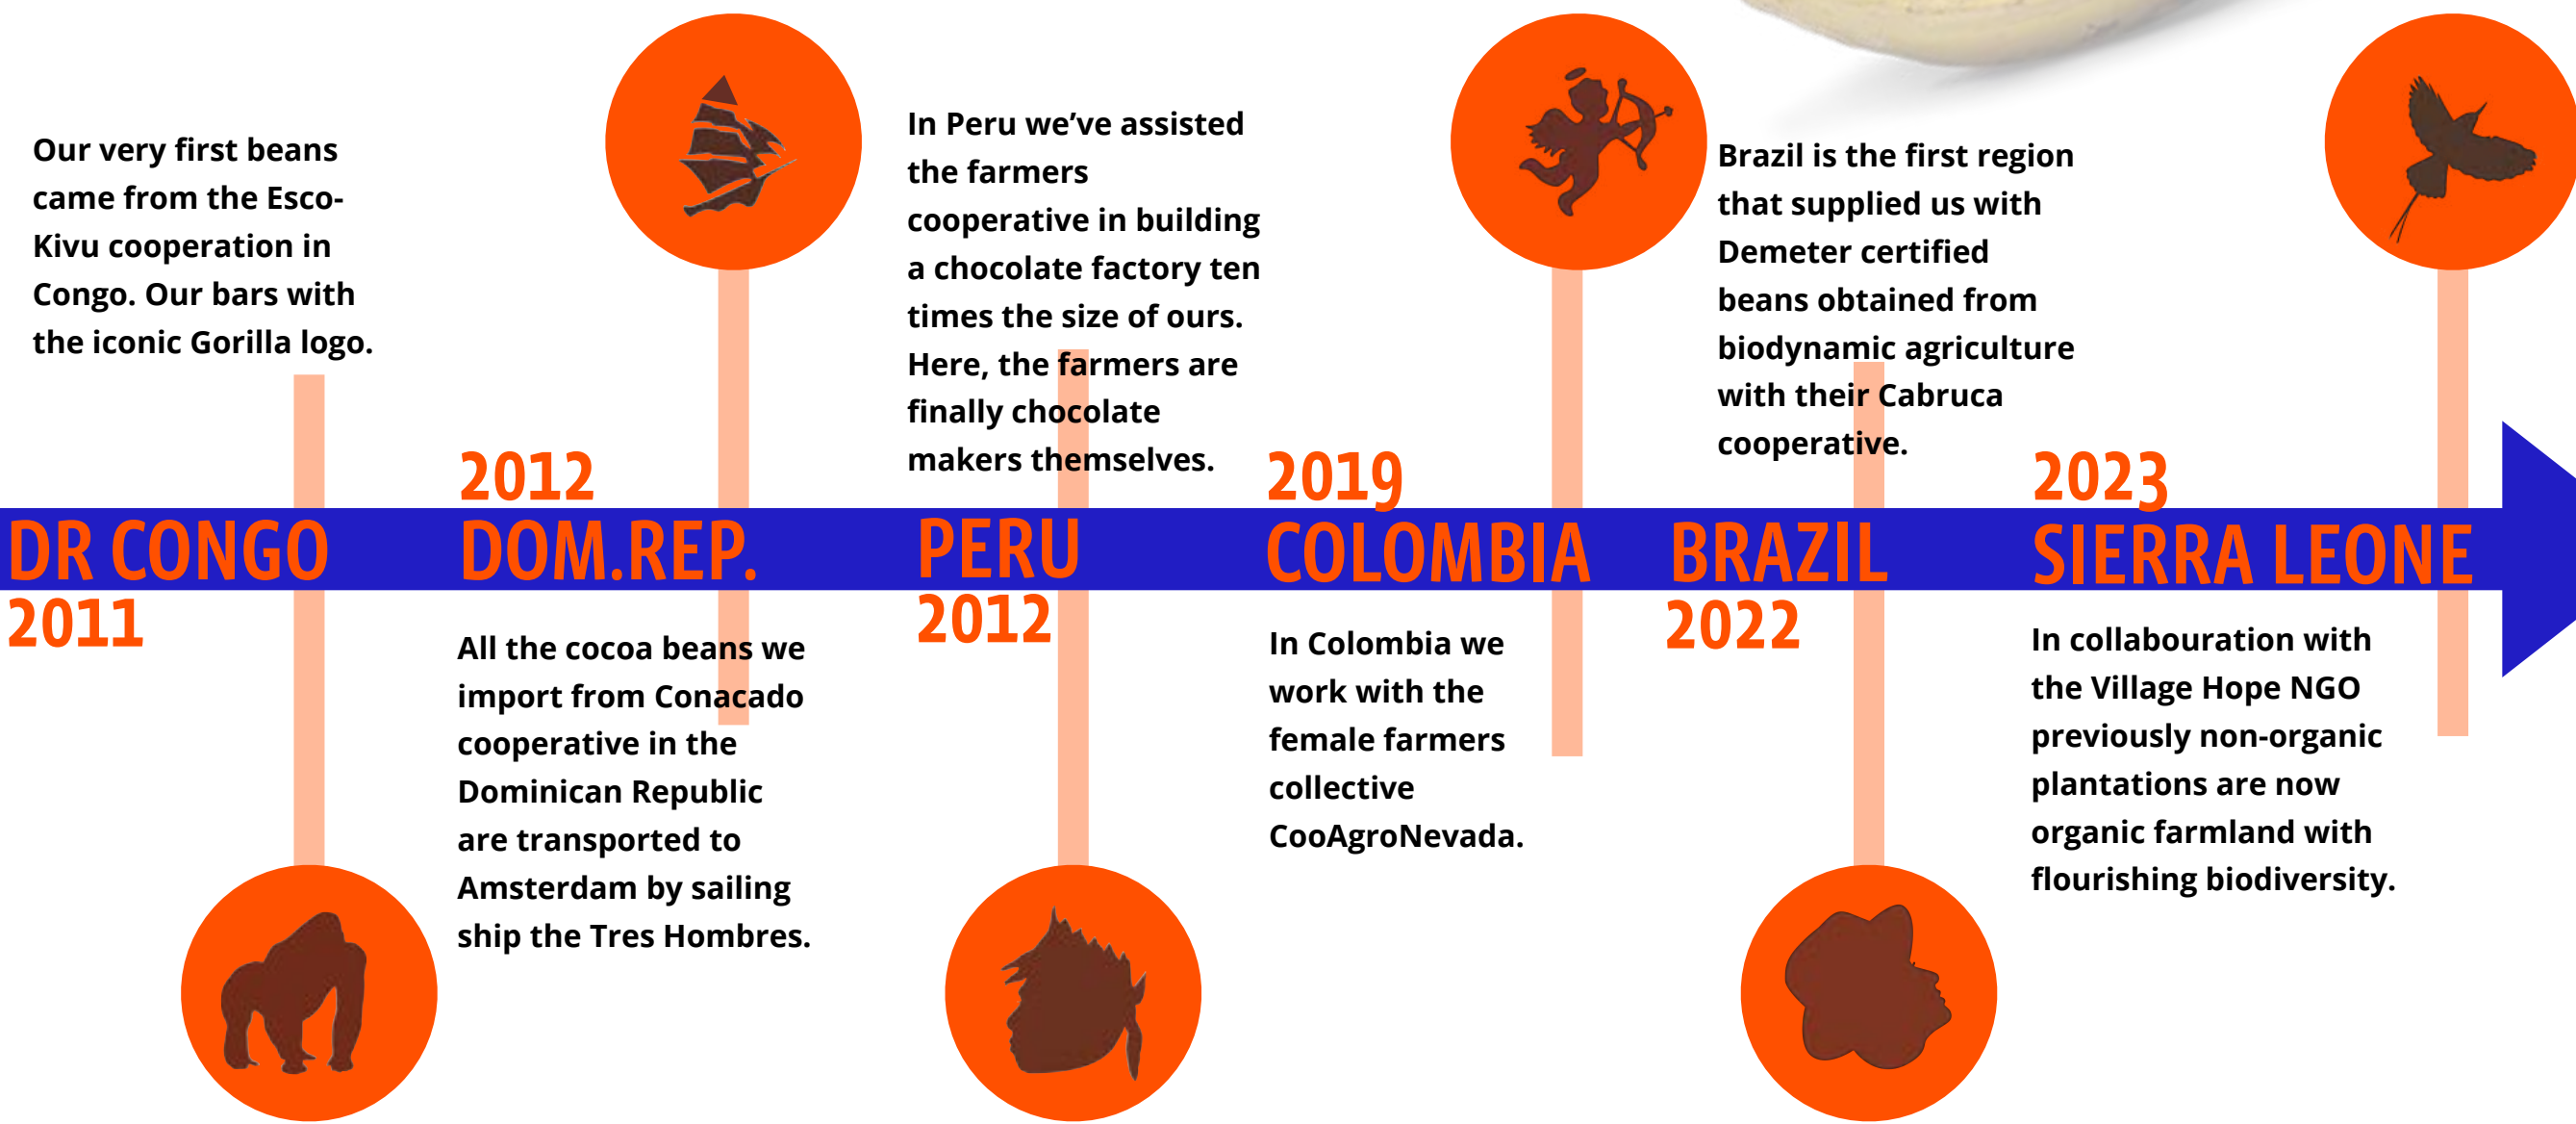 Our very first beans
came from the Esco-
Kivu cooperation in
Congo. Our bars with
the iconic Gorilla logo.
DR CONGO
2011
2012
DOM.REP.
All the cocoa beans we
import from Conacado
cooperative in the
Dominican Republic
are transported to
Amsterdam by sailing
ship the Tres Hombres.
In Peru we've assisted
the farmers
cooperative in building
a chocolate factory ten
times the size of ours.
Here, the farmers are
finally chocolate
makers themselves.
PERU
2012
2019
COLOMBIA
In Colombia we
work with the
female farmers
collective
CooAgroNevada.
Brazil is the first region
that supplied us with
Demeter certified
beans obtained from
biodynamic agriculture
with their Cabruca
cooperative.
BRAZIL
2022
2023
SIERRA LEONE
In collabouration with
the Village Hope NGO
previously non-organic
plantations are now
organic farmland with
flourishing biodiversity.